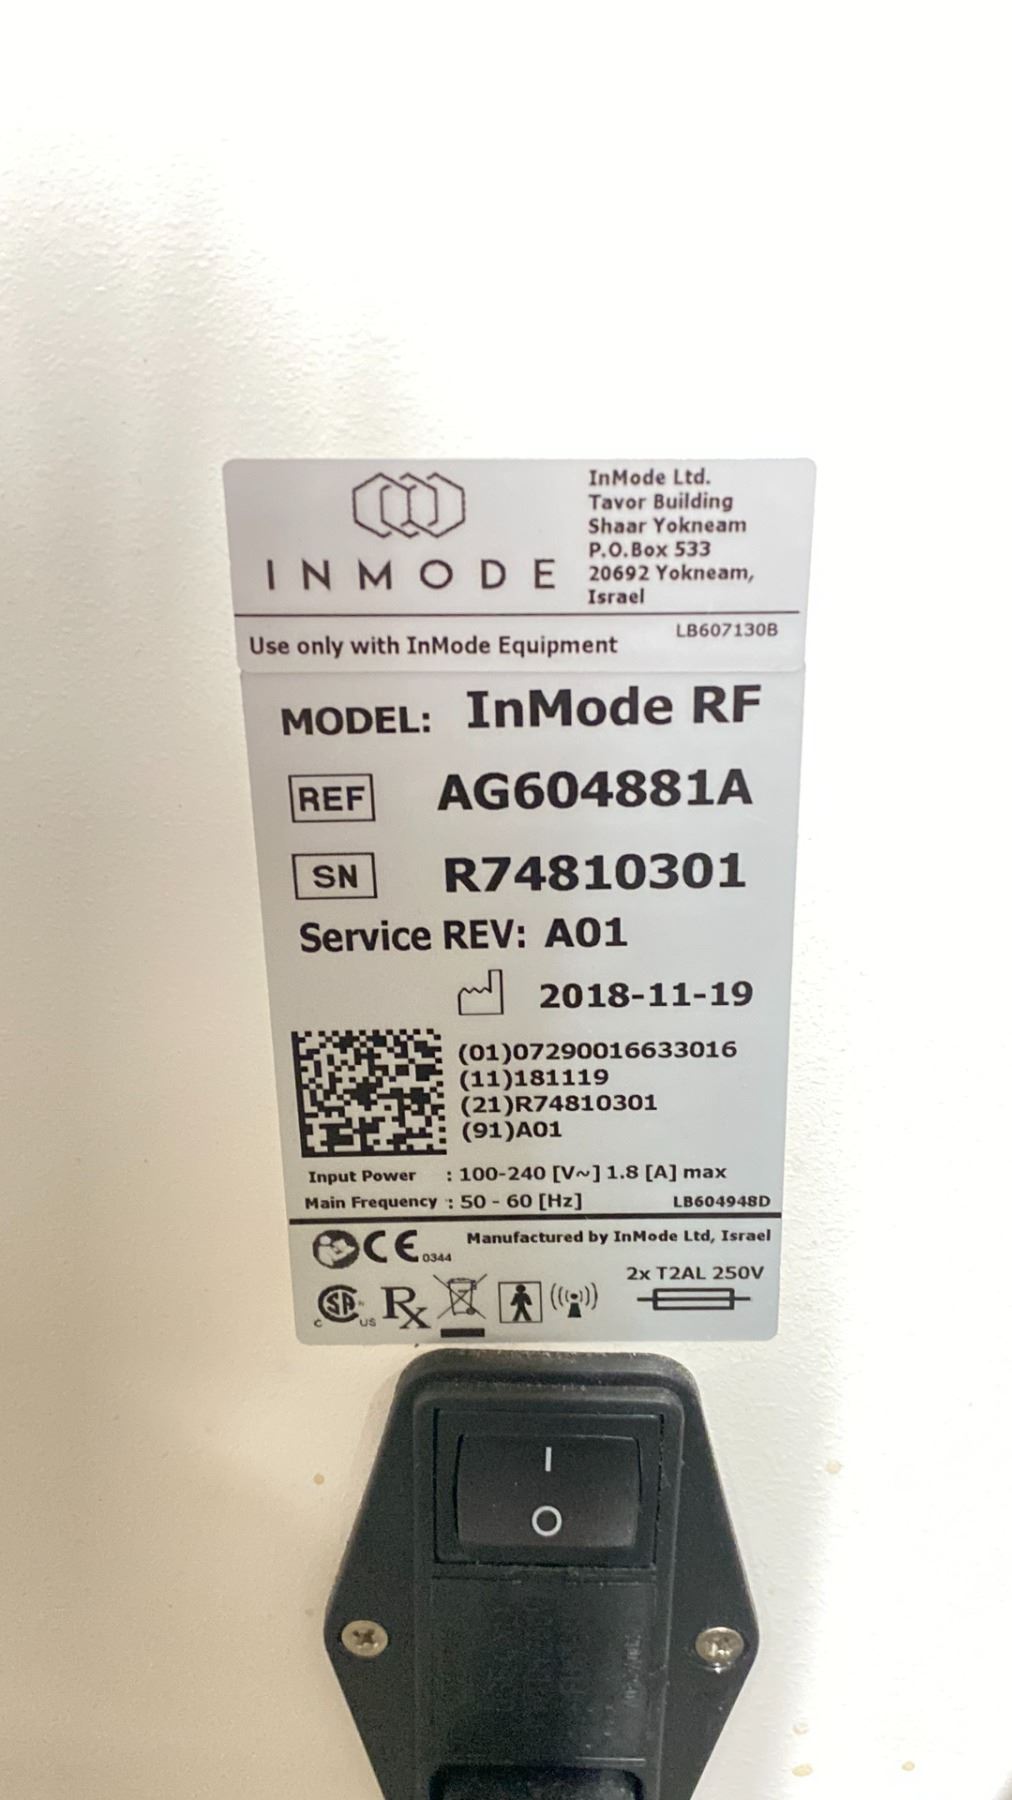 INMODE
InMode Ltd.
Tavor Building
Shaar Yokneam
P.O.Box 533
20692 Yokneam,
Israel
Use only with InMode Equipment
LB607130B
MODEL: InMode RF
REF AG604881A
SN R74810301
Service REV: A01
2018-11-19
(01)07290016633016
(11)181119
(21)R74810301
(91)A01
Input Power : 100-240 [V~] 1.8 [A] max
Main Frequency : 50 - 60 [Hz] LB604948D
CE 0344 Manufactured by InMode Ltd, Israel
2x T2AL 250V
C SA US Rx
I
O